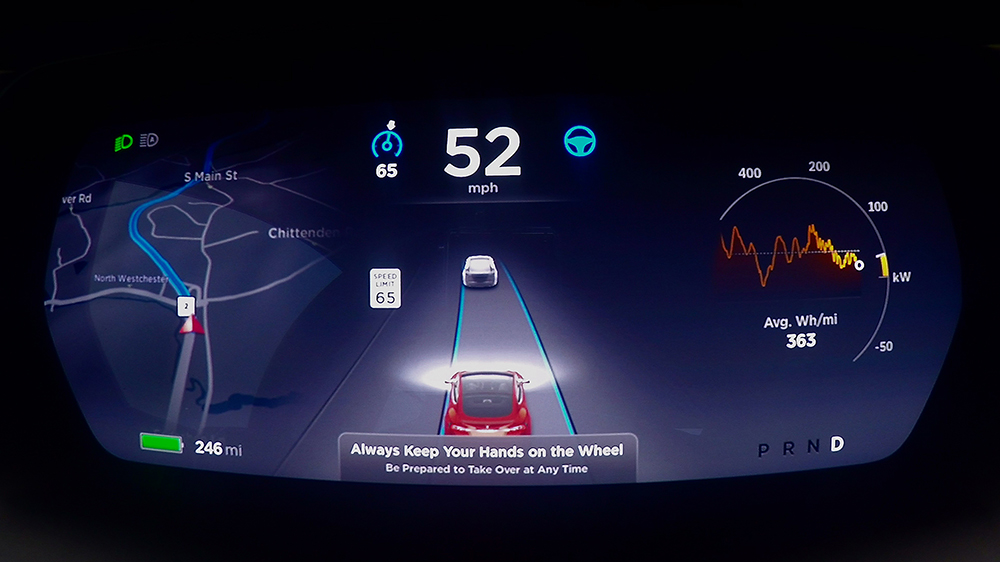 65
52
mph
S Main St
ver Rd
Chittenden
North Westchester
2
246 mi
SPEED
LIMIT
65
400
200
100
1
kW
-50
Avg. Wh/mi
363
P R N D
Always Keep Your Hands on the Wheel
Be Prepared to Take Over at Any Time